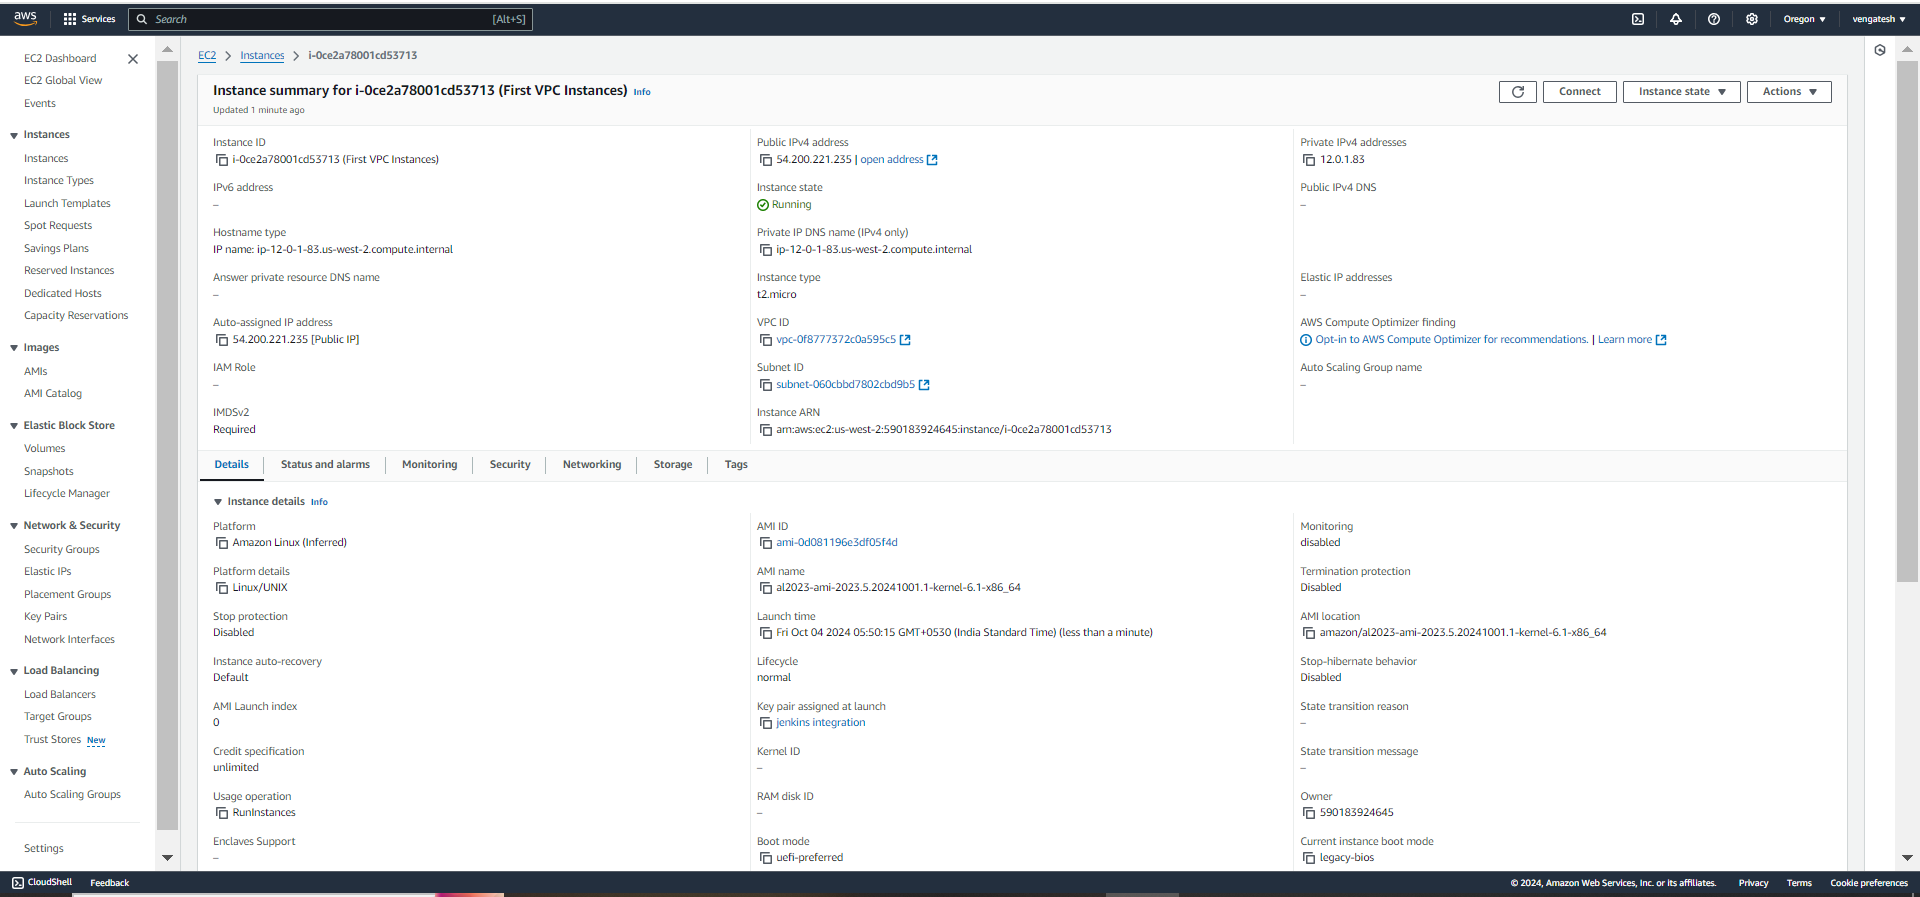 aws Services Search [Alt+S] Oregon ▼ vengatesh ▼
EC2 Dashboard
EC2 Global View
Events
Instances
Instances
Instance Types
Launch Templates
Spot Requests
Savings Plans
Reserved Instances
Dedicated Hosts
Capacity Reservations
Images
AMIs
AMI Catalog
Elastic Block Store
Volumes
Snapshots
Lifecycle Manager
Network & Security
Security Groups
Elastic IPs
Placement Groups
Key Pairs
Network Interfaces
Load Balancing
Load Balancers
Target Groups
Trust Stores New
Auto Scaling
Auto Scaling Groups
Settings
EC2 > Instances > i-0ce2a78001cd53713
Instance summary for i-0ce2a78001cd53713 (First VPC Instances) Info
Updated 1 minute ago
Connect Instance state ▼ Actions ▼
Instance ID
i-0ce2a78001cd53713 (First VPC Instances)
IPv6 address
–
Hostname type
IP name: ip-12-0-1-83.us-west-2.compute.internal
Answer private resource DNS name
–
Auto-assigned IP address
54.200.221.235 [Public IP]
IAM Role
–
IMDSv2
Required
Public IPv4 address
54.200.221.235 | open address
Instance state
Running
Private IP DNS name (IPv4 only)
ip-12-0-1-83.us-west-2.compute.internal
Instance type
t2.micro
VPC ID
vpc-0f8777372c0a595c5
Subnet ID
subnet-060cbbd7802cbd9b5
Instance ARN
arn:aws:ec2:us-west-2:590183924645:instance/i-0ce2a78001cd53713
Private IPv4 addresses
12.0.1.83
Public IPv4 DNS
–
Elastic IP addresses
–
AWS Compute Optimizer finding
Opt-in to AWS Compute Optimizer for recommendations. | Learn more
Auto Scaling Group name
–
Details Status and alarms Monitoring Security Networking Storage Tags
Instance details Info
Platform
Amazon Linux (Inferred)
Platform details
Linux/UNIX
Stop protection
Disabled
Instance auto-recovery
Default
AMI Launch index
0
Credit specification
unlimited
Usage operation
RunInstances
Enclaves Support
–
AMI ID
ami-0d081196e3df05f4d
AMI name
al2023-ami-2023.5.20241001.1-kernel-6.1-x86_64
Launch time
Fri Oct 04 2024 05:50:15 GMT+0530 (India Standard Time) (less than a minute)
Lifecycle
normal
Key pair assigned at launch
jenkins integration
Kernel ID
–
RAM disk ID
–
Boot mode
uefi-preferred
Monitoring
disabled
Termination protection
Disabled
AMI location
amazon/al2023-ami-2023.5.20241001.1-kernel-6.1-x86_64
Stop-hibernate behavior
Disabled
State transition reason
–
State transition message
–
Owner
590183924645
Current instance boot mode
legacy-bios
CloudShell Feedback © 2024, Amazon Web Services, Inc. or its affiliates. Privacy Terms Cookie preferences